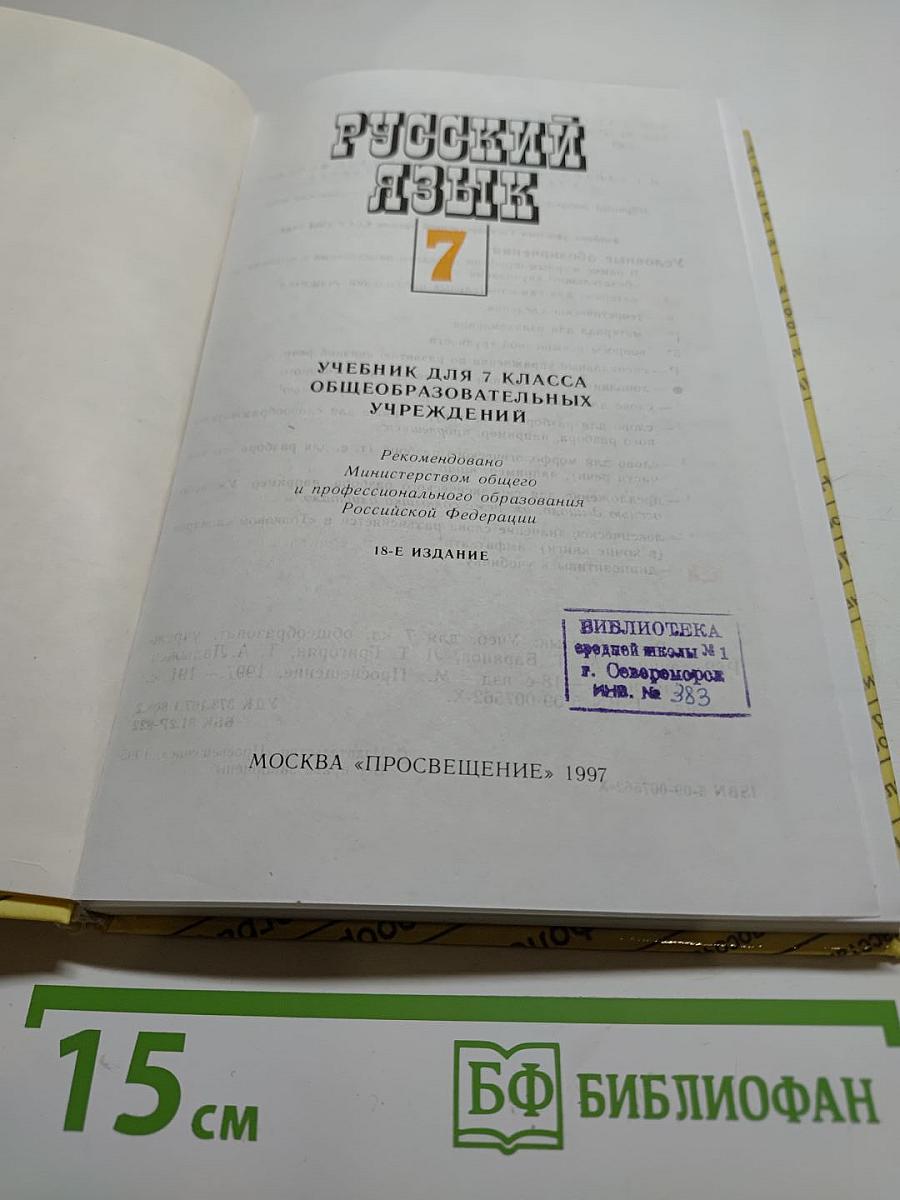 РУССКИЙ
ЯЗЫК
7
УЧЕБНИК ДЛЯ 7 КЛАССА
ОБЩЕОБРАЗОВАТЕЛЬНЫХ
УЧРЕЖДЕНИЙ
Рекомендовано
Министерством общего
и профессионального образования
Российской Федерации
18-Е ИЗДАНИЕ
БИБЛИОТЕКА
средней школы № 1
г. Североморск
ИНВ. № 383
МОСКВА «ПРОСВЕЩЕНИЕ» 1997
15 см
БФ БИБЛИОФАН